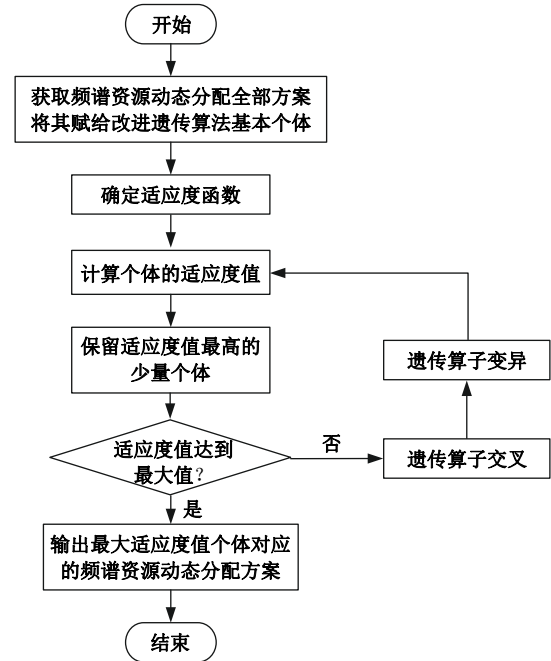 开始
获取频谱资源动态分配全部方案
将其赋给改进遗传算法基本个体
确定适应度函数
计算个体的适应度值
保留适应度值最高的
少量个体
遗传算子变异
适应度值达到
最大值?
否
遗传算子交叉
是
输出最大适应度值个体对应
的频谱资源动态分配方案
结束